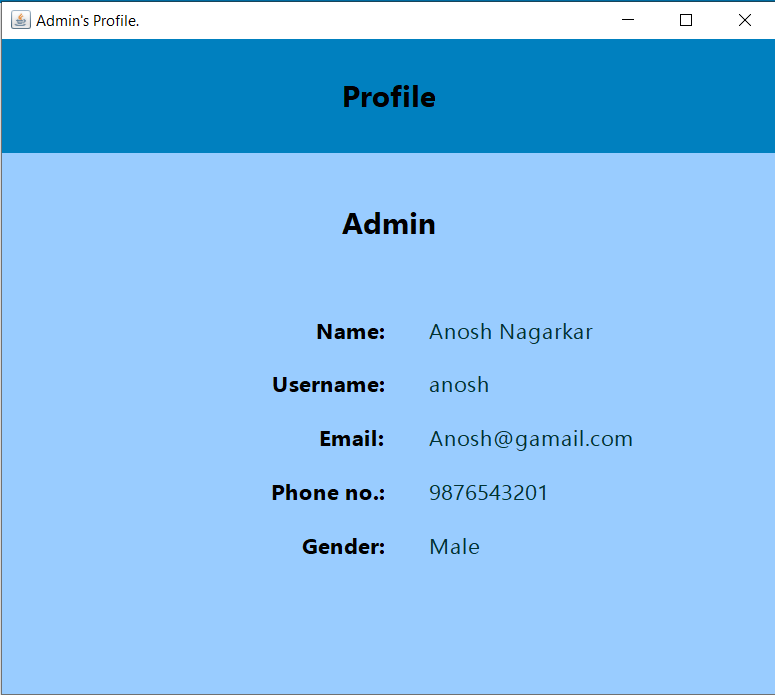 Admin's Profile.
Profile
Admin
Name: Anosh Nagarkar
Username: anosh
Email: Anosh@gamail.com
Phone no.: 9876543201
Gender: Male